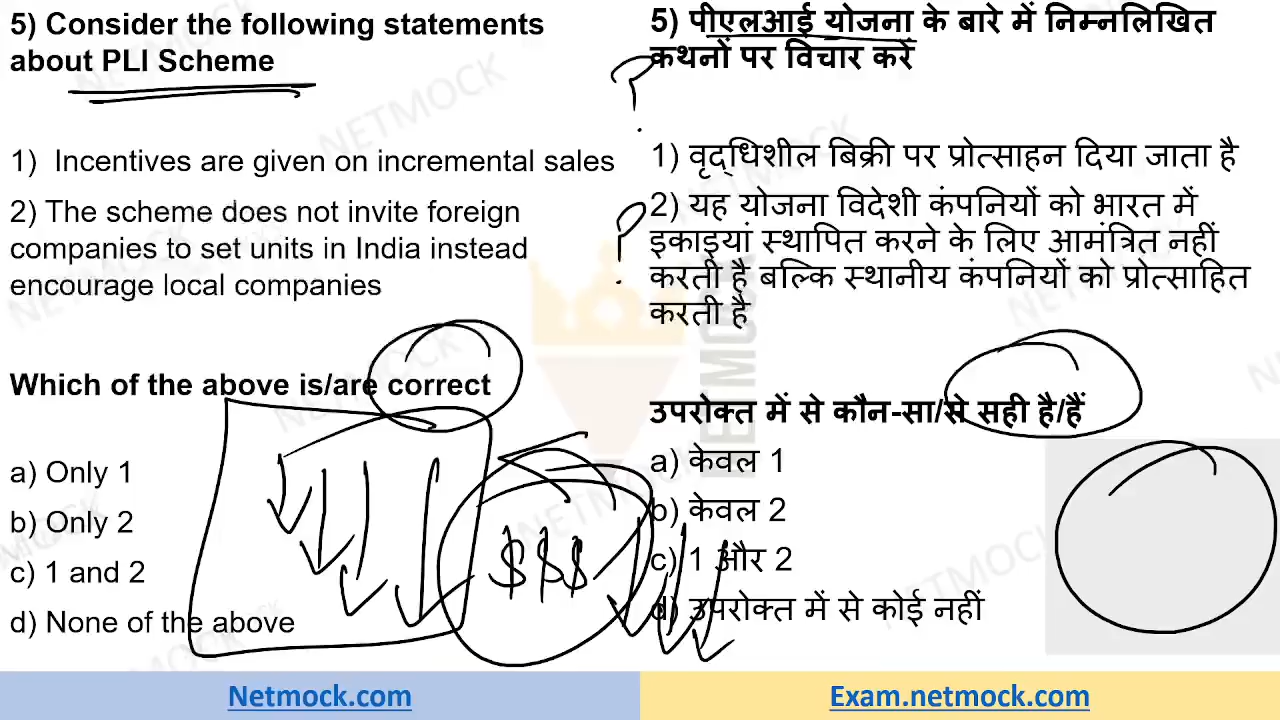 5) Consider the following statements
about PLI Scheme
1) Incentives are given on incremental sales
2) The scheme does not invite foreign
companies to set units in India instead
encourage local companies
Which of the above is/are correct
a) Only 1
b) Only 2
c) 1 and 2
d) None of the above
5) पीएलआई योजना के बारे में निम्नलिखित
कथनों पर विचार करें
1) वृद्धिशील बिक्री पर प्रोत्साहन दिया जाता है
2) यह योजना विदेशी कंपनियों को भारत में
इकाइयां स्थापित करने के लिए आमंत्रित नहीं
करती है बल्कि स्थानीय कंपनियों को प्रोत्साहित
करती है
उपरोक्त में से कौन-सा/से सही है/हैं
a) केवल 1
b) केवल 2
c) 1 और 2
d) उपरोक्त में से कोई नहीं
? 
?
$$$
NETMOCK
Netmock.com
Exam.netmock.com